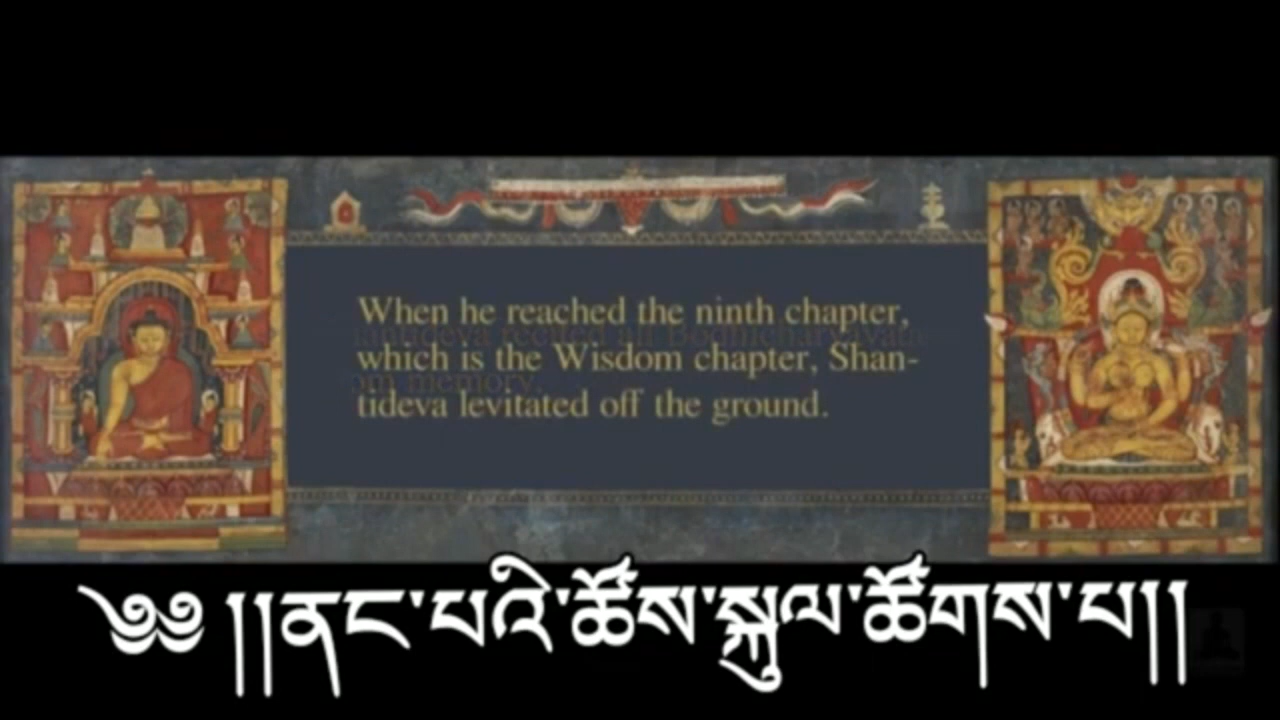 When he reached the ninth chapter,
which is the Wisdom chapter, Shan-
tideva levitated off the ground.
༄༅ །།ནང་པའི་ཆོས་སྐུལ་ཚོགས་པ།།